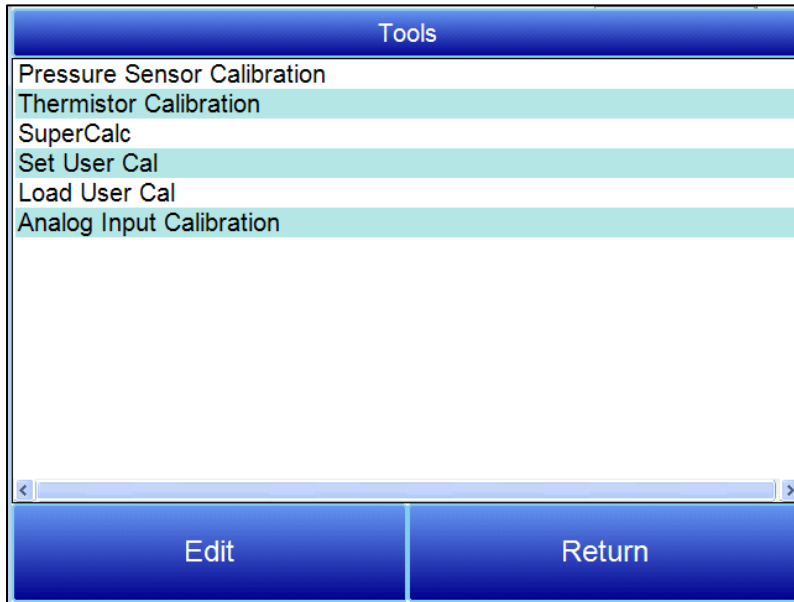 Tools
Pressure Sensor Calibration
Thermistor Calibration
SuperCalc
Set User Cal
Load User Cal
Analog Input Calibration
Edit
Return